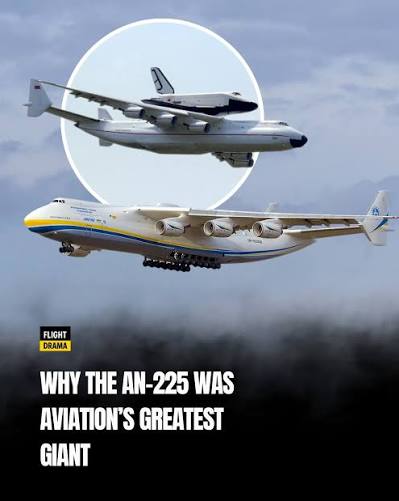 FLIGHT
DRAMA
WHY THE AN-225 WAS
AVIATION'S GREATEST
GIANT